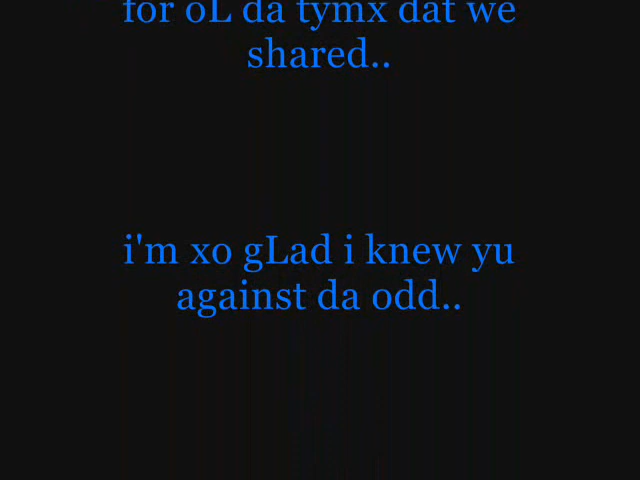 for oL da tymx dat we
shared..
i'm xo gLad i knew yu
against da odd..